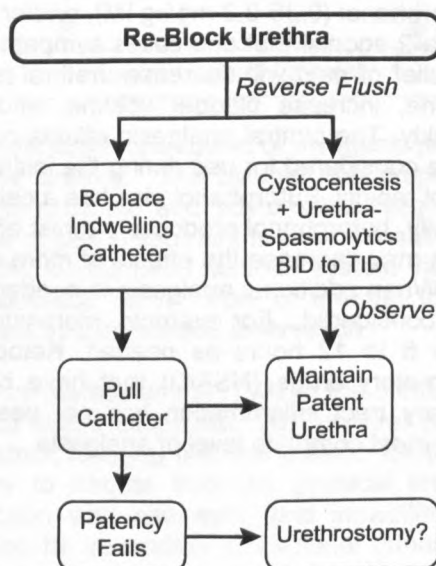 Re-Block Urethra
Reverse Flush
Replace
Indwelling
Catheter
Cystocentesis
+ Urethra-
Spasmolytics
BID to TID
Observe
Pull
Catheter
Maintain
Patent
Urethra
Patency
Fails
Urethrostomy?